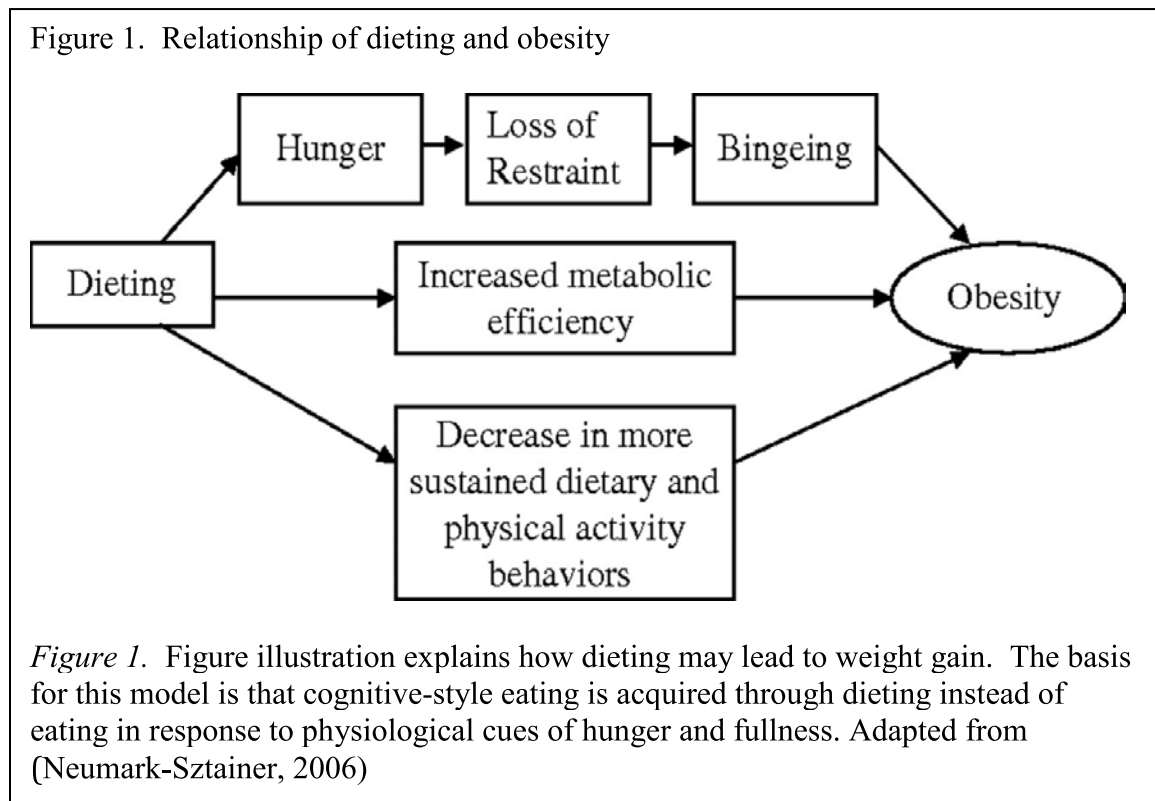 Figure 1.  Relationship of dieting and obesity
Hunger
Loss of
Restraint
Bingeing
Dieting
Increased metabolic
efficiency
Obesity
Decrease in more
sustained dietary and
physical activity
behaviors
Figure 1.  Figure illustration explains how dieting may lead to weight gain.  The basis
for this model is that cognitive-style eating is acquired through dieting instead of
eating in response to physiological cues of hunger and fullness. Adapted from
(Neumark-Sztainer, 2006)